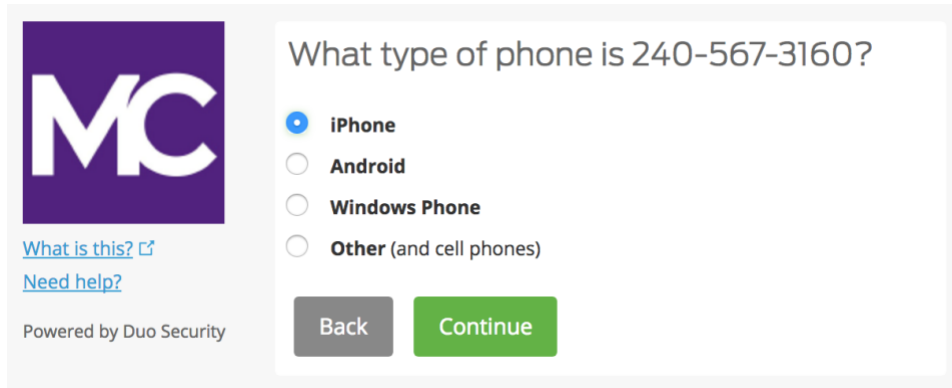 MC
What is this?
Need help?
Powered by Duo Security
What type of phone is 240-567-3160?
iPhone
Android
Windows Phone
Other (and cell phones)
Back
Continue